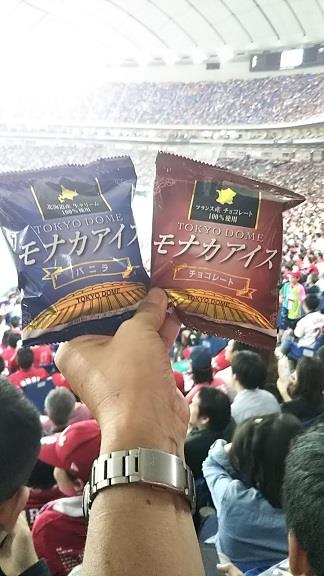 北海道産 生クリーム
100%使用
TOKYO DOME
モナカアイス
バニラ
TOKYO DOME
フランス産 チョコレート
100%使用
TOKYO DOME
モナカアイス
チョコレート
TOKYO DOME